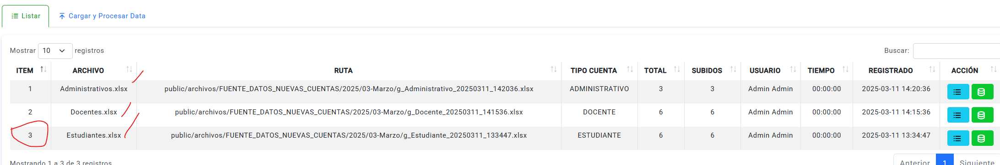 Listar Cargar y Procesar Data
Mostrar 10 registros Buscar:
ITEM ARCHIVO RUTA TIPO CUENTA TOTAL SUBIDOS USUARIO TIEMPO REGISTRADO ACCIÓN
1 Administrativos.xlsx public/archivos/FUENTE_DATOS_NUEVAS_CUENTAS/2025/03-Marzo/g_Administrativo_20250311_142036.xlsx ADMINISTRATIVO 3 3 Admin Admin 00:00:00 2025-03-11 14:20:36
2 Docentes.xlsx public/archivos/FUENTE_DATOS_NUEVAS_CUENTAS/2025/03-Marzo/g_Docente_20250311_141536.xlsx DOCENTE 6 6 Admin Admin 00:00:00 2025-03-11 14:15:36
3 Estudiantes.xlsx public/archivos/FUENTE_DATOS_NUEVAS_CUENTAS/2025/03-Marzo/g_Estudiante_20250311_133447.xlsx ESTUDIANTE 6 6 Admin Admin 00:00:00 2025-03-11 13:34:47
Mostrando 1 a 3 de 3 registros Anterior 1 Siguiente